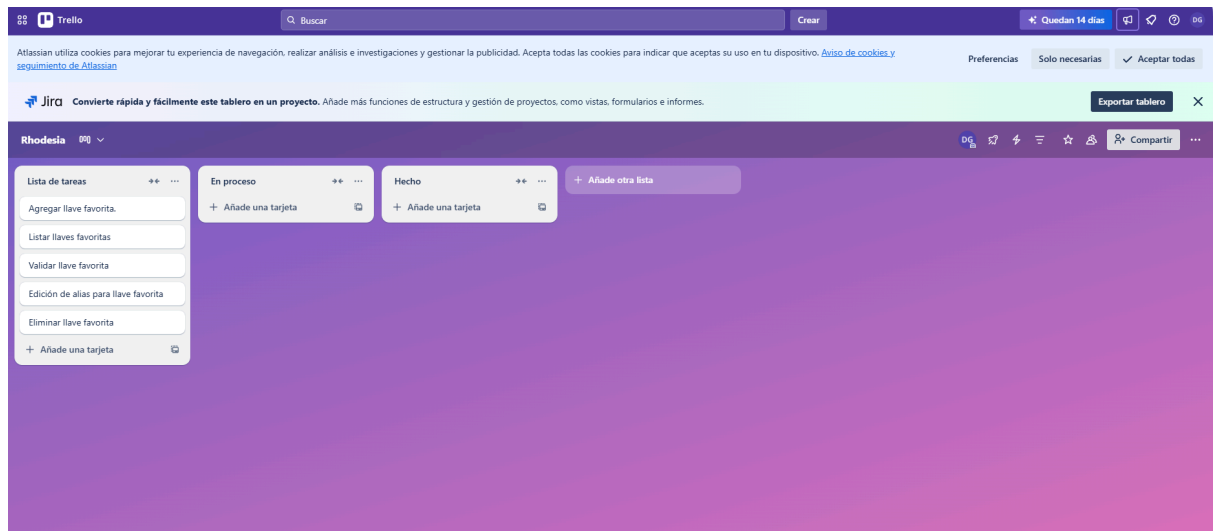 Trello
Buscar
Crear
Quedan 14 días
DG
Atlassian utiliza cookies para mejorar tu experiencia de navegación, realizar análisis e investigaciones y gestionar la publicidad. Acepta todas las cookies para indicar que aceptas su uso en tu dispositivo. Aviso de cookies y
seguimiento de Atlassian
Preferencias
Solo necesarias
Aceptar todas
Jira Convierte rápida y fácilmente este tablero en un proyecto. Añade más funciones de estructura y gestión de proyectos, como vistas, formularios e informes.
Exportar tablero
Rhodesia
DG
Compartir
Lista de tareas
Agregar llave favorita.
Listar llaves favoritas
Validar llave favorita
Edición de alias para llave favorita
Eliminar llave favorita
+ Añade una tarjeta
En proceso
+ Añade una tarjeta
Hecho
+ Añade una tarjeta
+ Añade otra lista